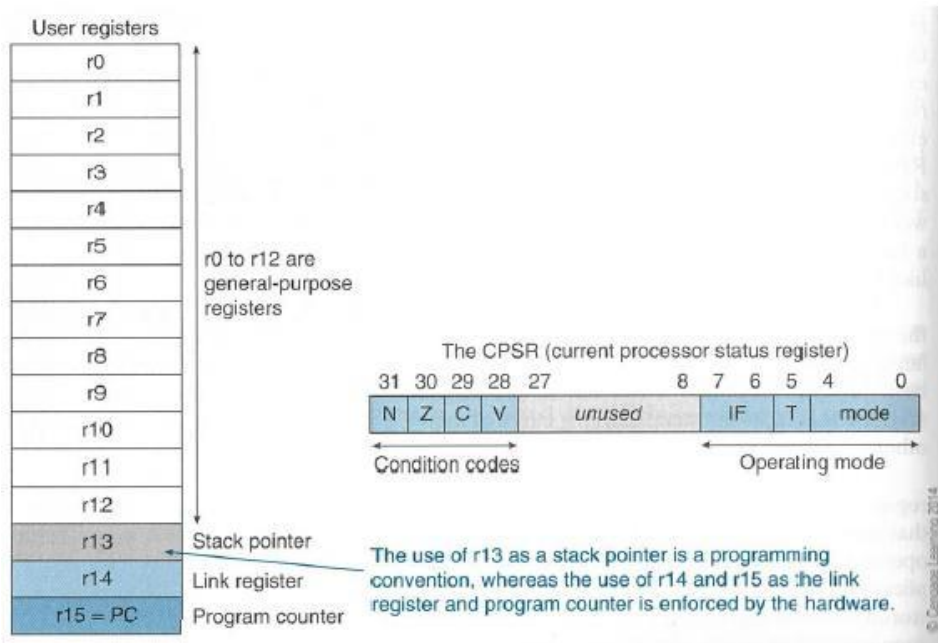 User registers
r0
r1
r2
r3
r4
r5
r6
r7
r8
r9
r10
r11
r12
r13
r14
r15 = PC
r0 to r12 are
general-purpose
registers
Stack pointer
Link register
Program counter
The CPSR (current processor status register)
31 30 29 28 27 8 7 6 5 4 0
N Z C V unused IF T mode
Condition codes
Operating mode
The use of r13 as a stack pointer is a programming
convention, whereas the use of r14 and r15 as the link
register and program counter is enforced by the hardware.
© Cengage Learning 2014